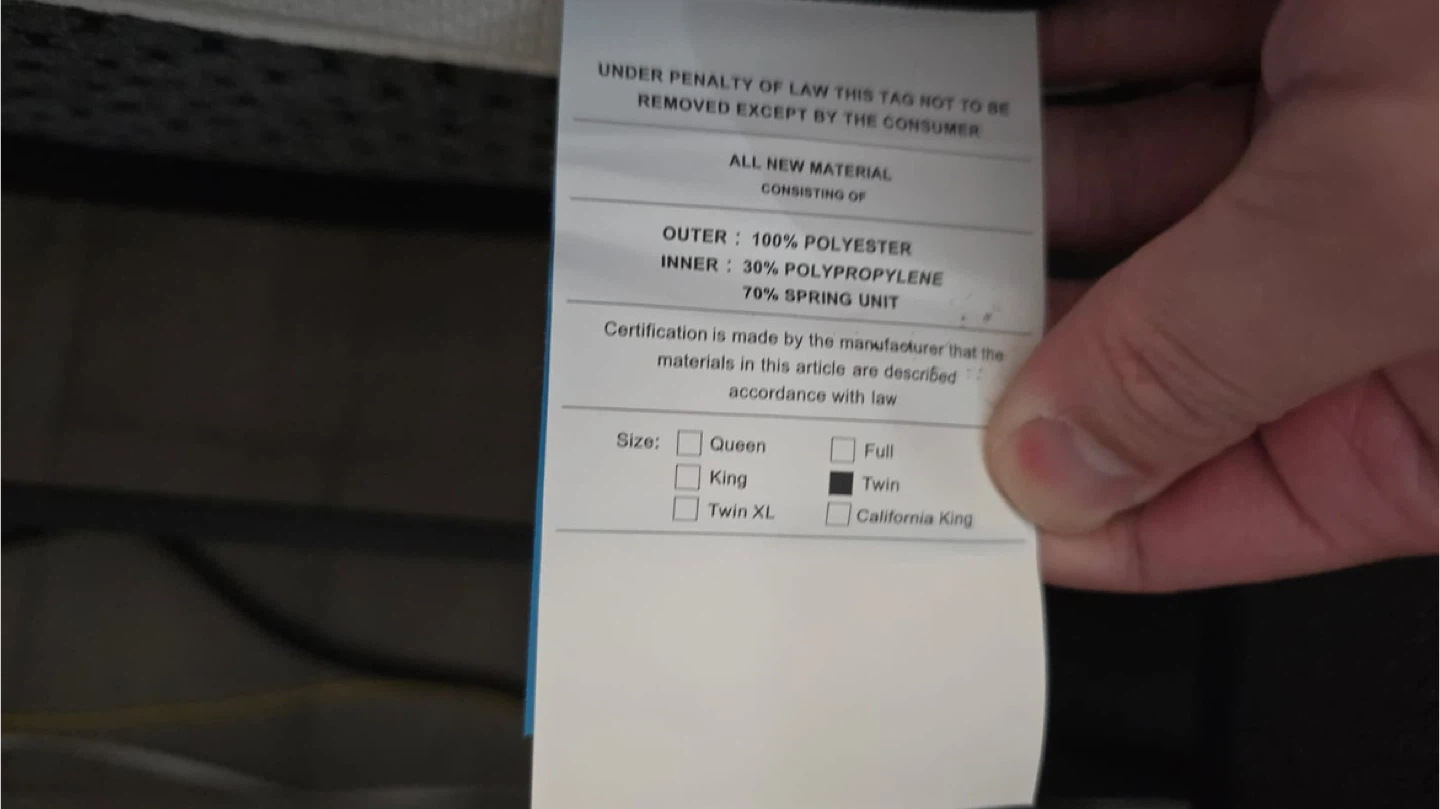 UNDER PENALTY OF LAW THIS TAG NOT TO BE
REMOVED EXCEPT BY THE CONSUMER
ALL NEW MATERIAL
CONSISTING OF
OUTER : 100% POLYESTER
INNER : 30% POLYPROPYLENE
70% SPRING UNIT
Certification is made by the manufacturer that the
materials in this article are described
accordance with law
Size: Queen Full
King Twin
Twin XL California King